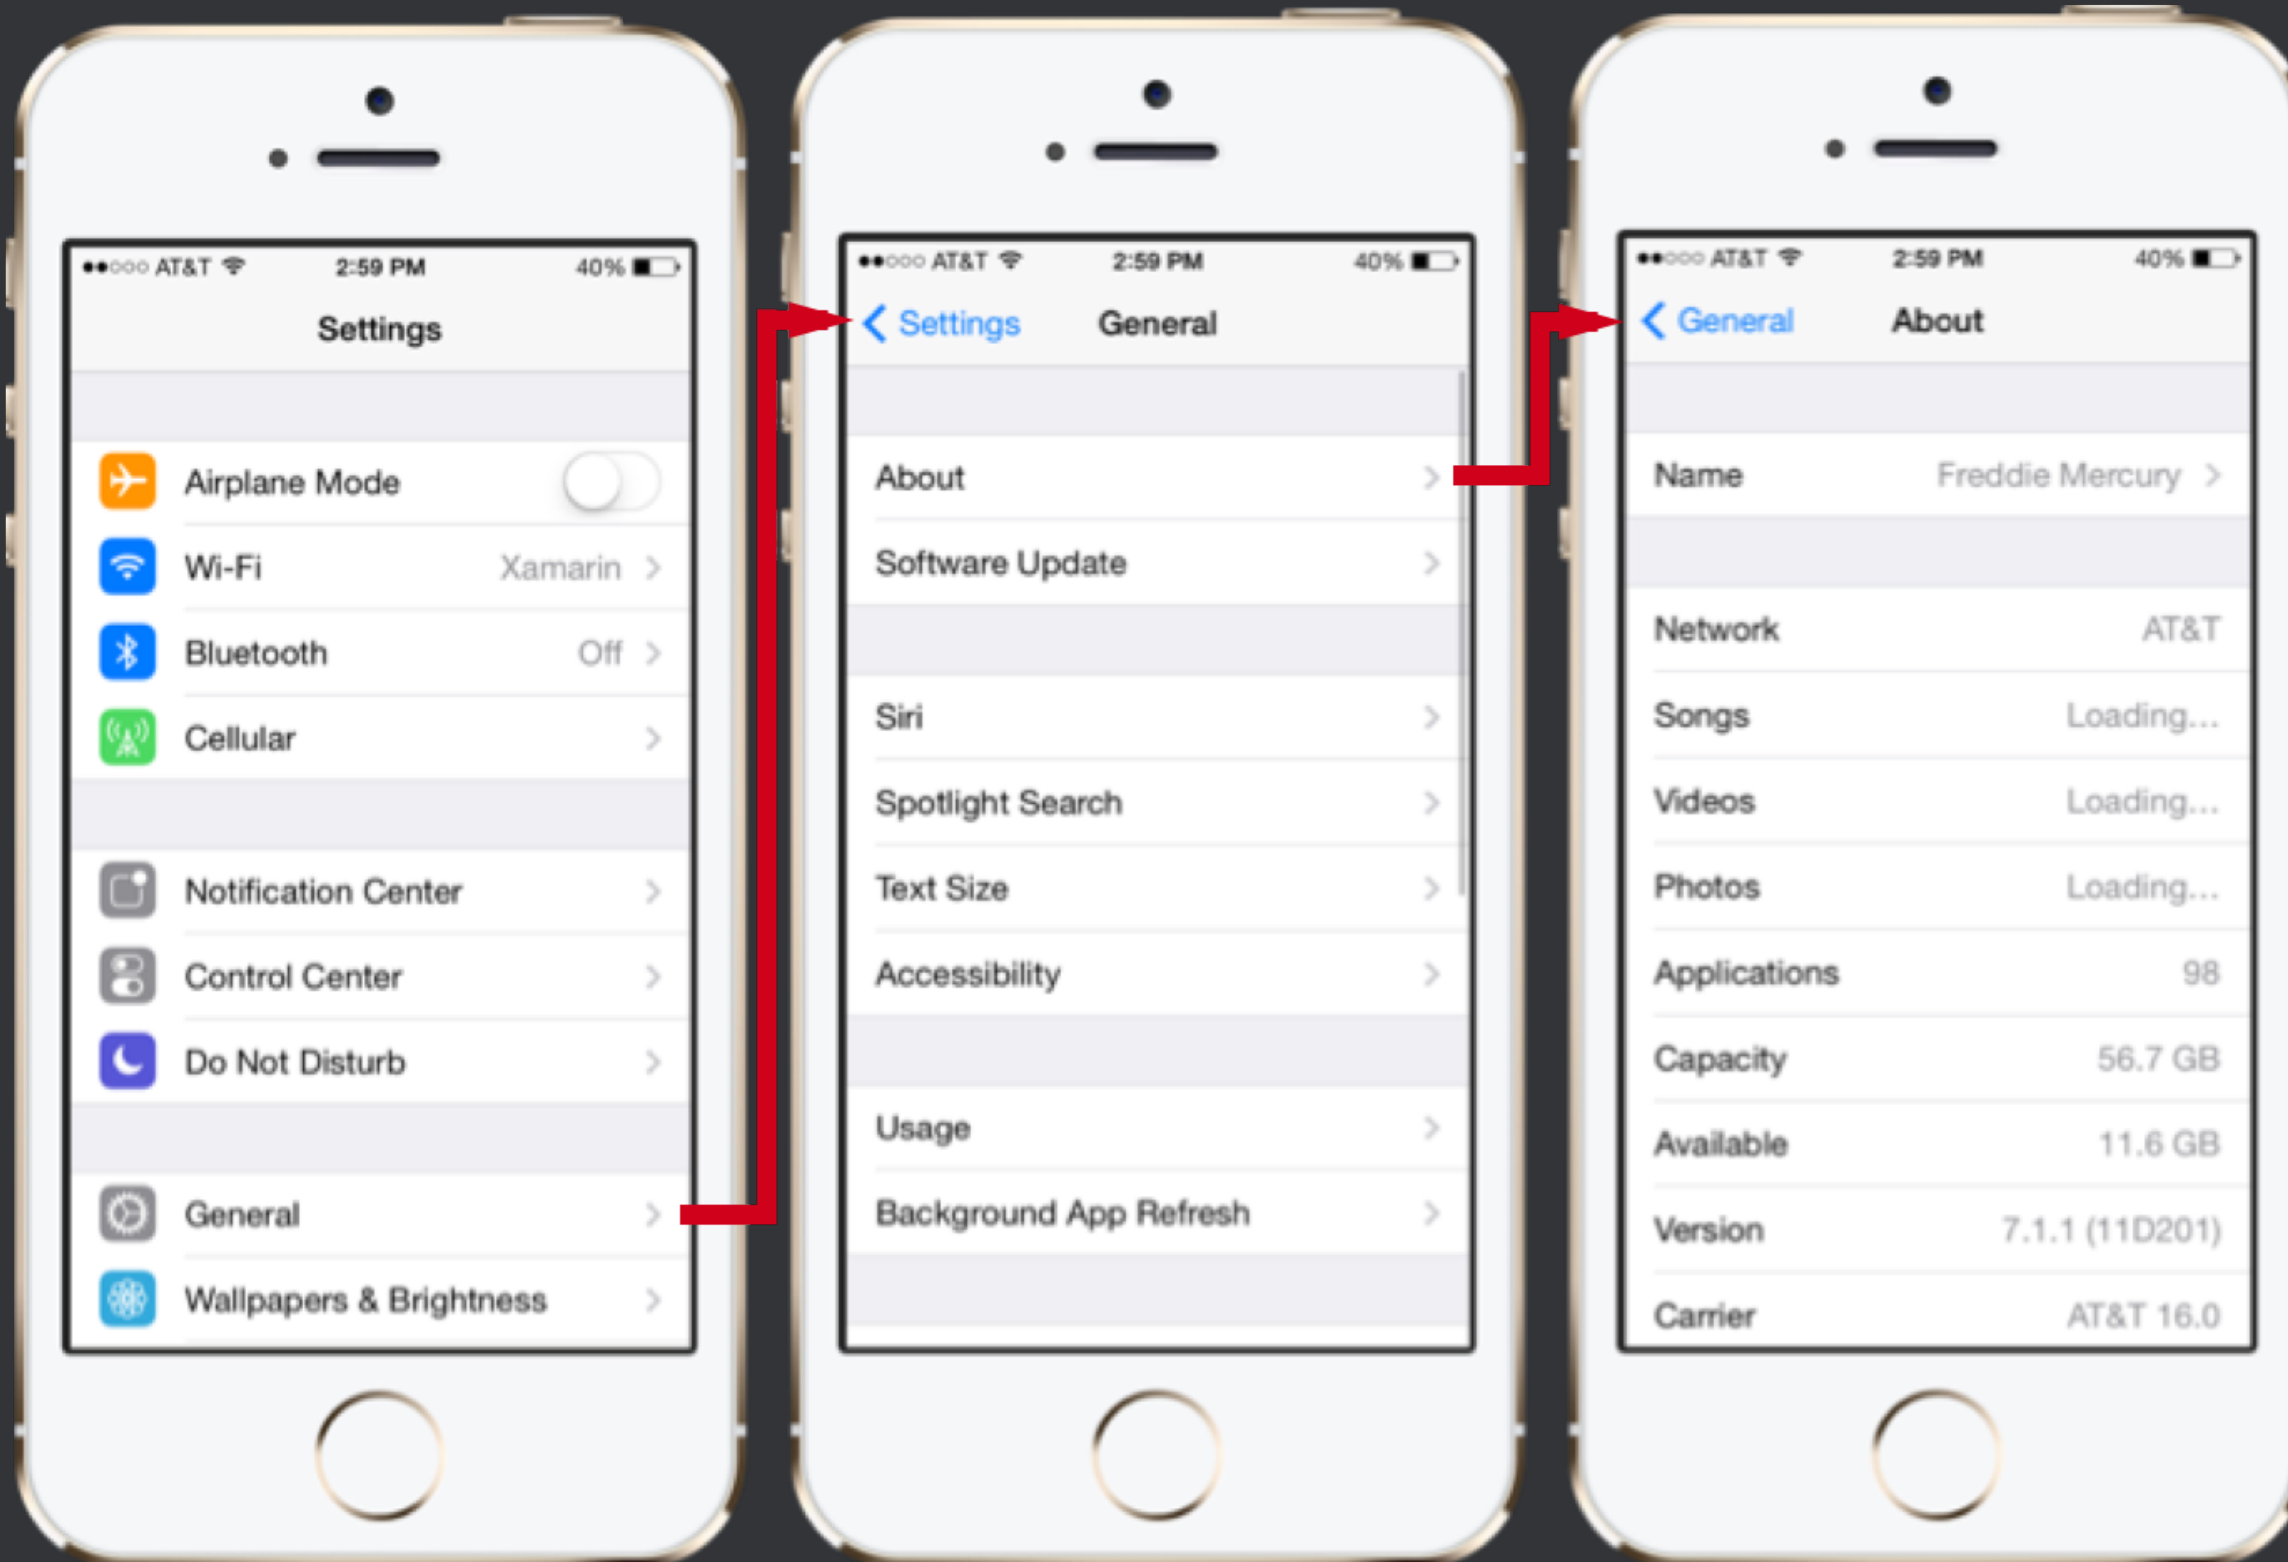 AT&T 2:59 PM 40%
Settings
Airplane Mode
Wi-Fi Xamarin
Bluetooth Off
Cellular
Notification Center
Control Center
Do Not Disturb
General
Wallpapers & Brightness
AT&T 2:59 PM 40%
Settings General
About
Software Update
Siri
Spotlight Search
Text Size
Accessibility
Usage
Background App Refresh
AT&T 2:59 PM 40%
General About
Name Freddie Mercury
Network AT&T
Songs Loading...
Videos Loading...
Photos Loading...
Applications 98
Capacity 56.7 GB
Available 11.6 GB
Version 7.1.1 (11D201)
Carrier AT&T 16.0